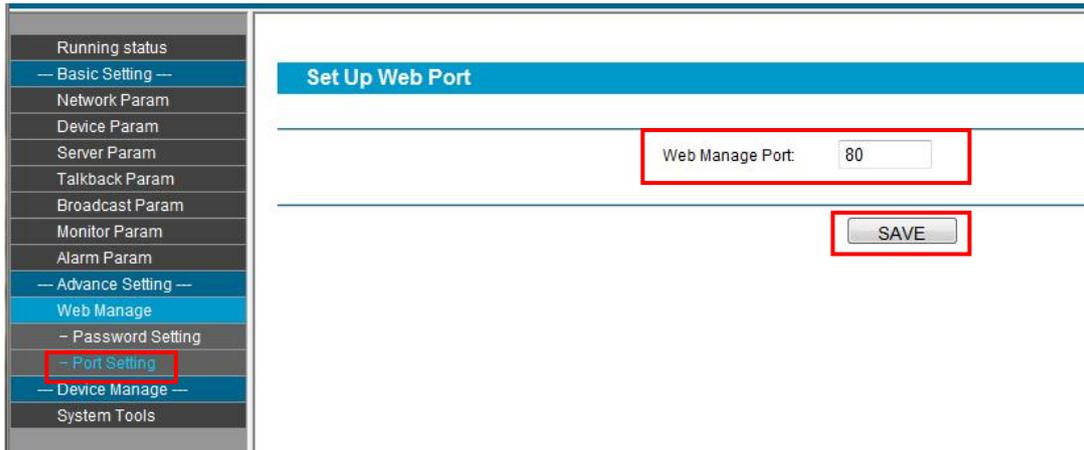 Running status
--- Basic Setting ---
Network Param
Device Param
Server Param
Talkback Param
Broadcast Param
Monitor Param
Alarm Param
--- Advance Setting ---
Web Manage
- Password Setting
- Port Setting
--- Device Manage ---
System Tools
Set Up Web Port
Web Manage Port: 80
SAVE